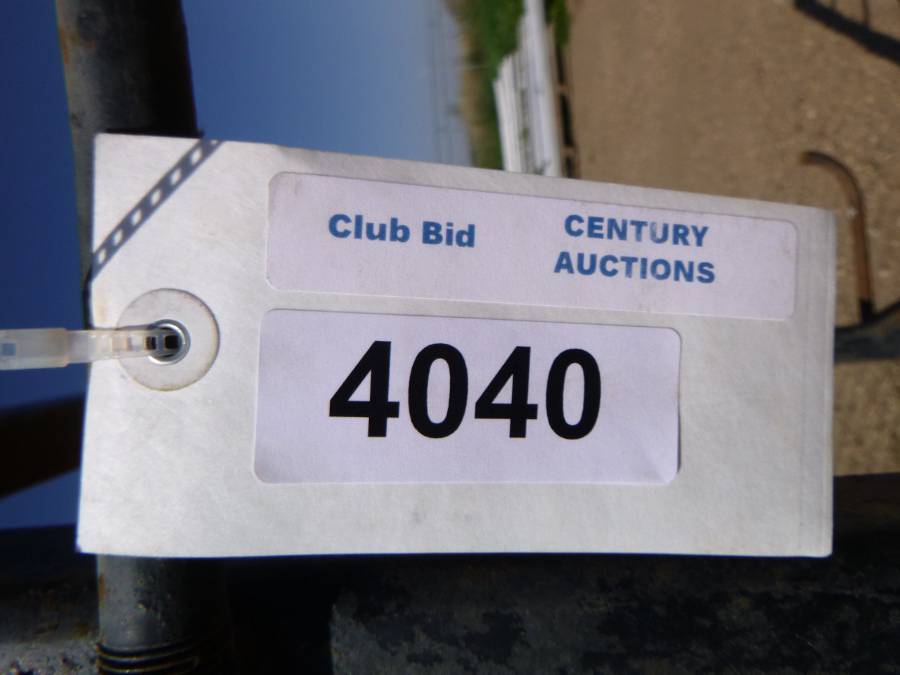 Club Bid
CENTURY
AUCTIONS
4040